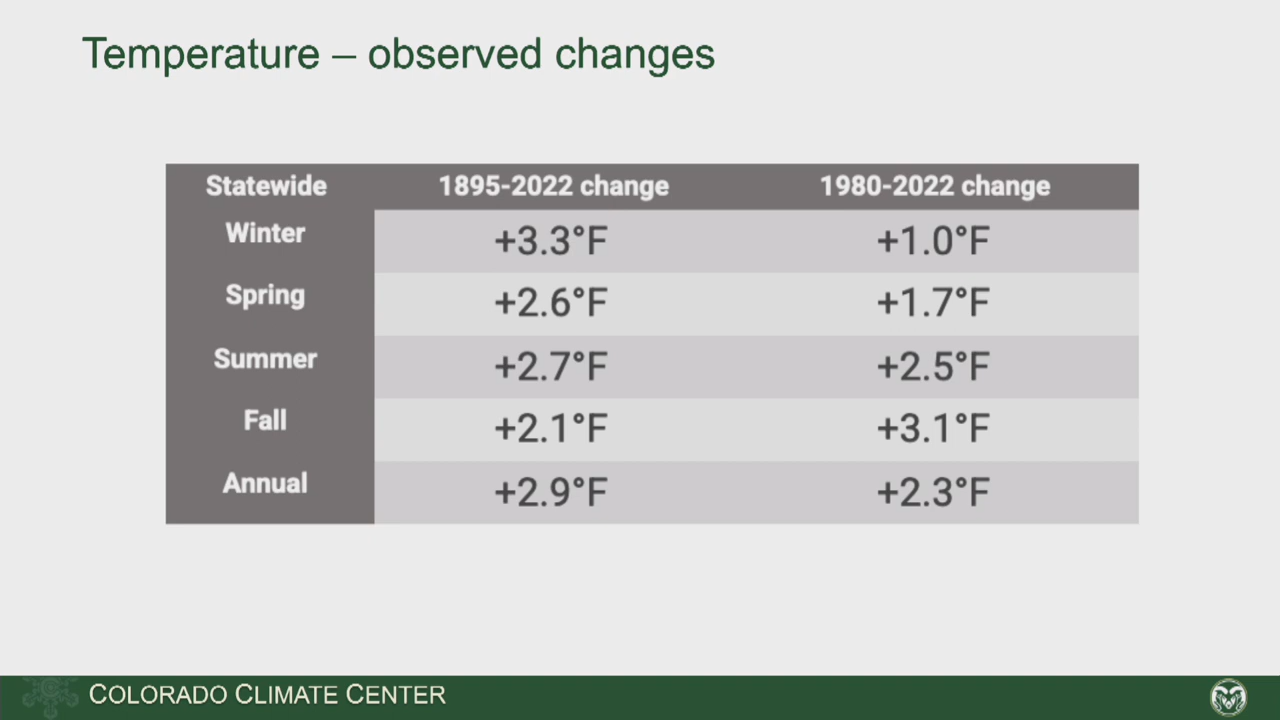 Temperature – observed changes
Statewide 1895-2022 change 1980-2022 change
Winter +3.3°F +1.0°F
Spring +2.6°F +1.7°F
Summer +2.7°F +2.5°F
Fall +2.1°F +3.1°F
Annual +2.9°F +2.3°F
COLORADO CLIMATE CENTER